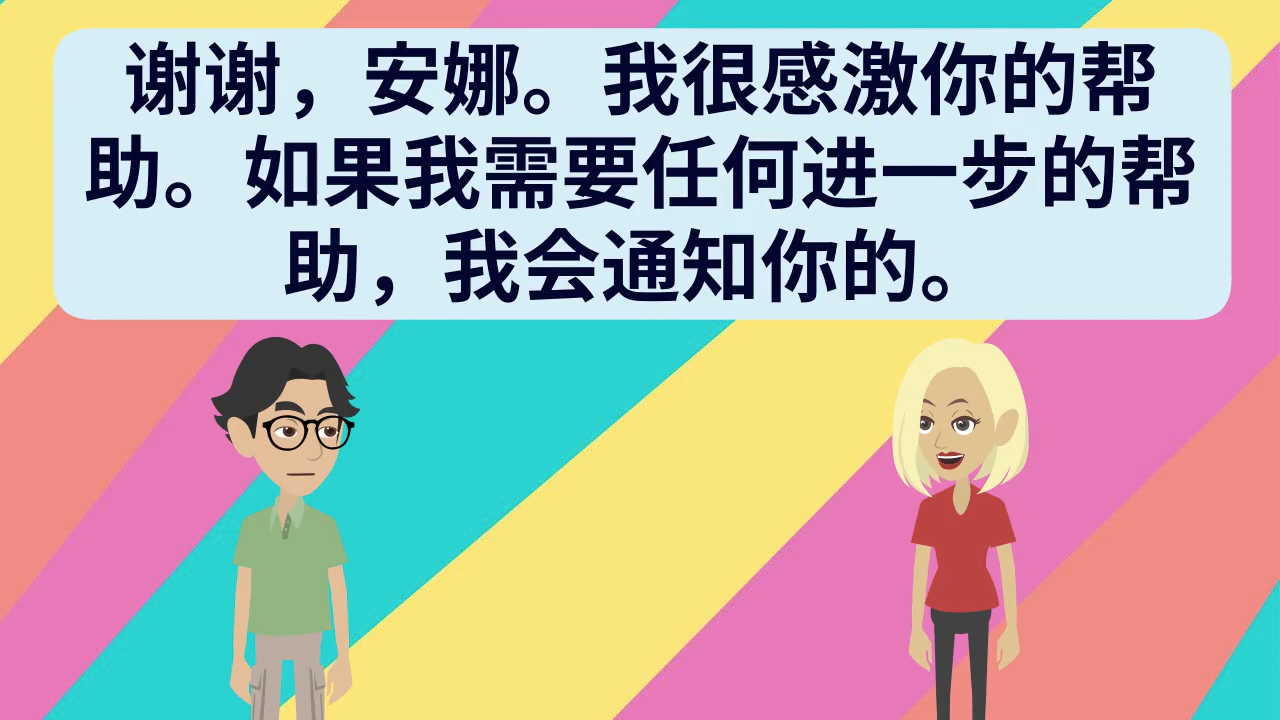 谢谢，安娜。我很感激你的帮
助。如果我需要任何进一步的帮
助，我会通知你的。